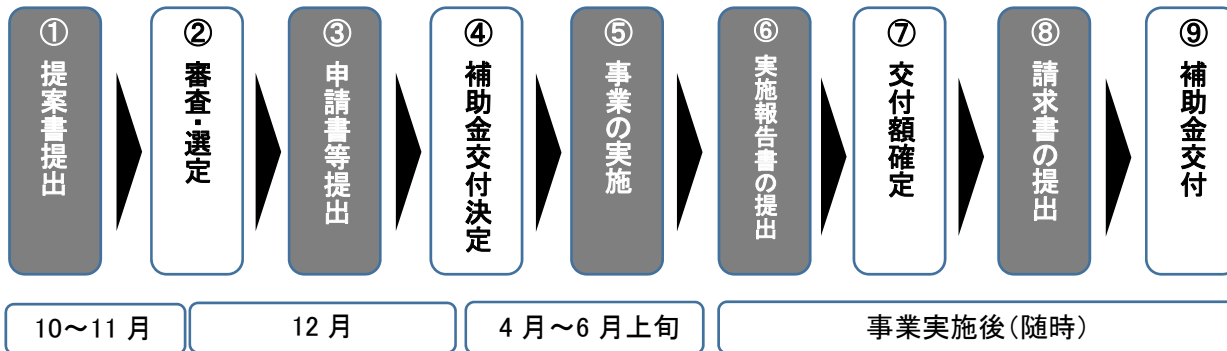 ①提案書提出
②審査・選定
③申請書等提出
④補助金交付決定
⑤事業の実施
⑥実施報告書の提出
⑦交付額確定
⑧請求書の提出
⑨補助金交付
10～11 月
12 月
4 月～6 月上旬
事業実施後（随時）